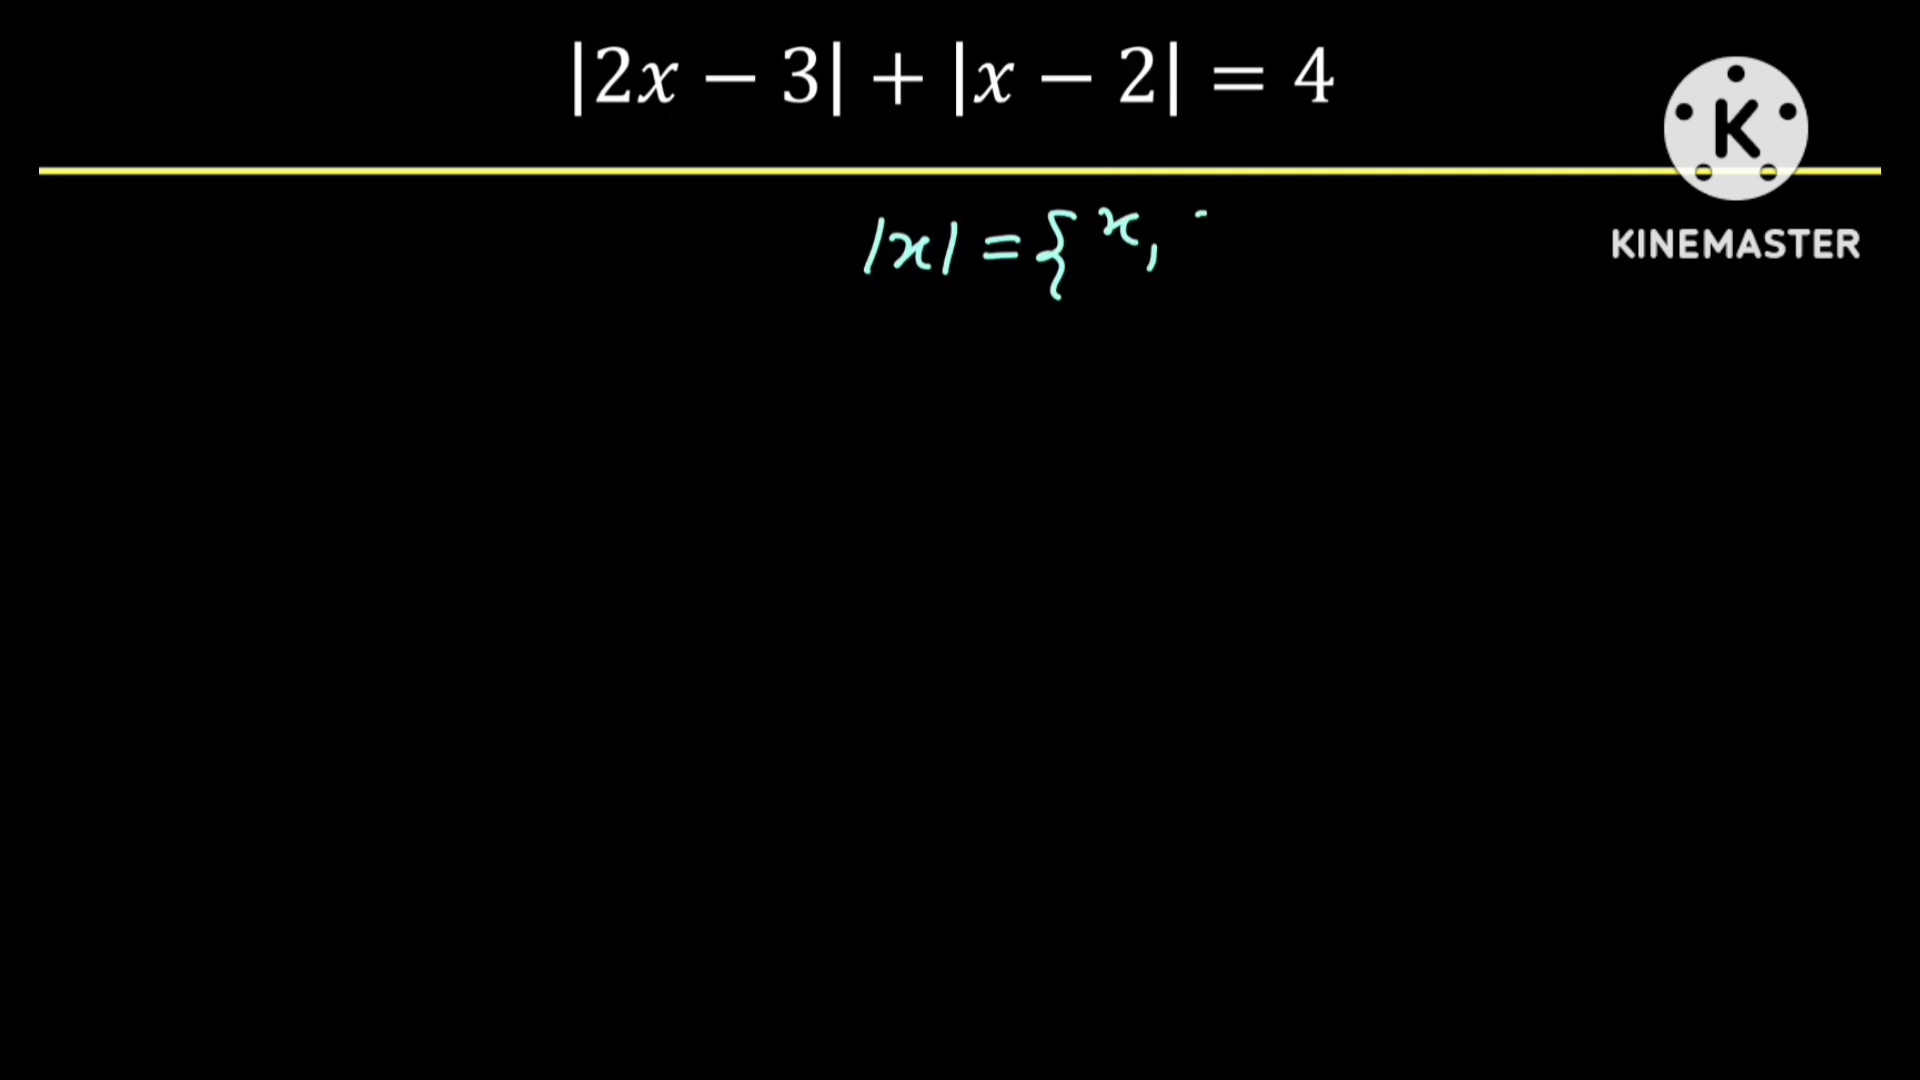 |2x − 3| + |x − 2| = 4
K
KINEMASTER
|x| = { x,